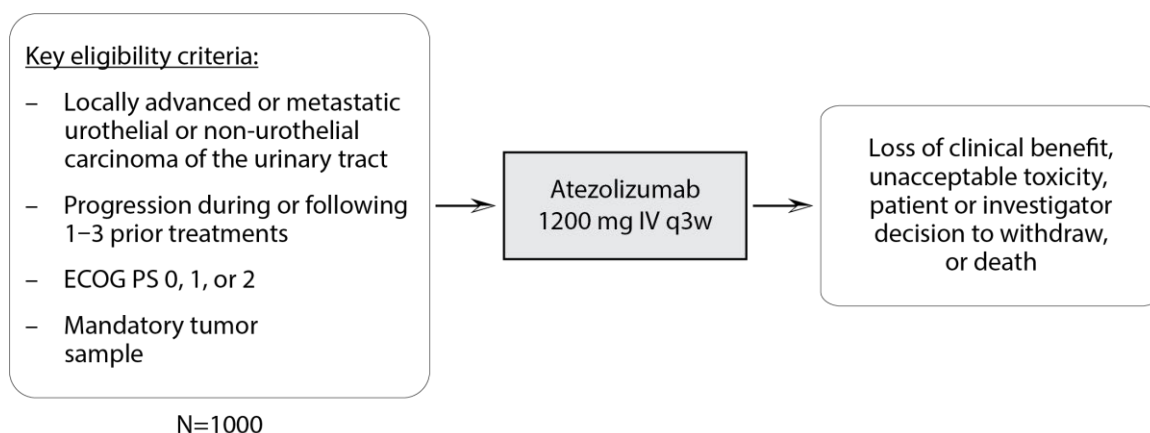 Key eligibility criteria:
– Locally advanced or metastatic
urothelial or non-urothelial
carcinoma of the urinary tract
– Progression during or following
1–3 prior treatments
– ECOG PS 0, 1, or 2
– Mandatory tumor
sample
N=1000
Atezolizumab
1200 mg IV q3w
Loss of clinical benefit,
unacceptable toxicity,
patient or investigator
decision to withdraw,
or death